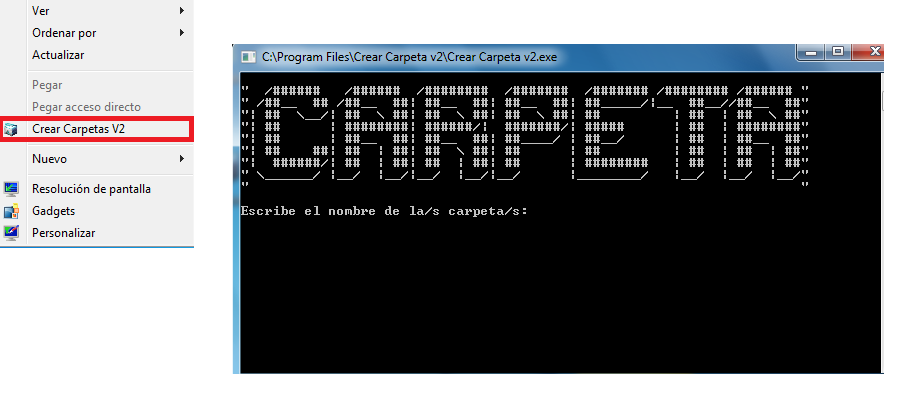 Ver
Ordenar por
Actualizar
Pegar
Pegar acceso directo
Crear Carpetas V2
Nuevo
Resolución de pantalla
Gadgets
Personalizar
C:\Program Files\Crear Carpeta v2\Crear Carpeta v2.exe
CARPETA
Escribe el nombre de la/s carpeta/s: